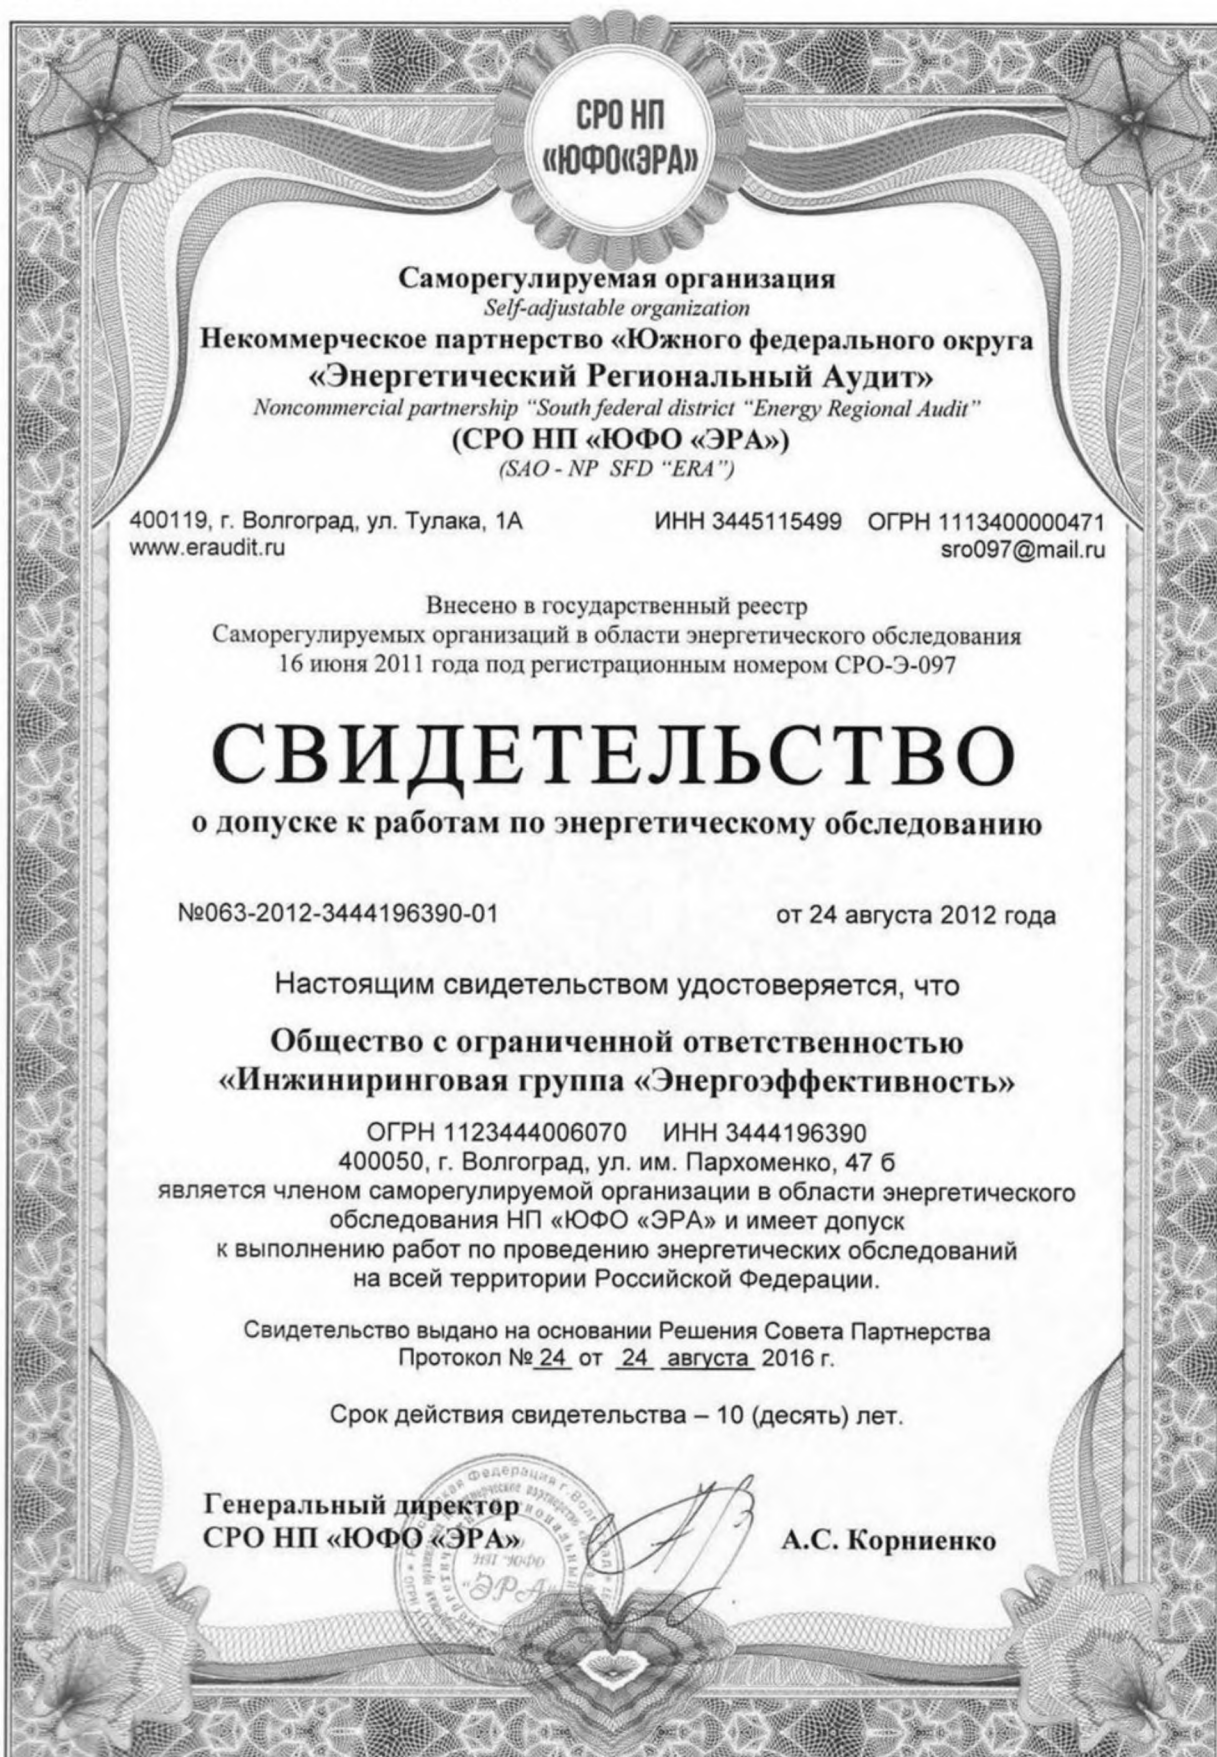 СРО НП
«ЮФО«ЭРА»
Саморегулируемая организация
Self-adjustable organization
Некоммерческое партнерство «Южного федерального округа
«Энергетический Региональный Аудит»
Noncommercial partnership “South federal district “Energy Regional Audit”
(СРО НП «ЮФО «ЭРА»)
(SAO - NP SFD “ERA”)
400119, г. Волгоград, ул. Тулака, 1А ИНН 3445115499 ОГРН 1113400000471
www.eraudit.ru sro097@mail.ru
Внесено в государственный реестр
Саморегулируемых организаций в области энергетического обследования
16 июня 2011 года под регистрационным номером СРО-Э-097
СВИДЕТЕЛЬСТВО
о допуске к работам по энергетическому обследованию
№063-2012-3444196390-01 от 24 августа 2012 года
Настоящим свидетельством удостоверяется, что
Общество с ограниченной ответственностью
«Инжиниринговая группа «Энергоэффективность»
ОГРН 1123444006070 ИНН 3444196390
400050, г. Волгоград, ул. им. Пархоменко, 47 б
является членом саморегулируемой организации в области энергетического
обследования НП «ЮФО «ЭРА» и имеет допуск
к выполнению работ по проведению энергетических обследований
на всей территории Российской Федерации.
Свидетельство выдано на основании Решения Совета Партнерства
Протокол № 24 от 24 августа 2016 г.
Срок действия свидетельства – 10 (десять) лет.
Генеральный директор
СРО НП «ЮФО «ЭРА» А.С. Корниенко
НП "ЮФО
"ЭРА"